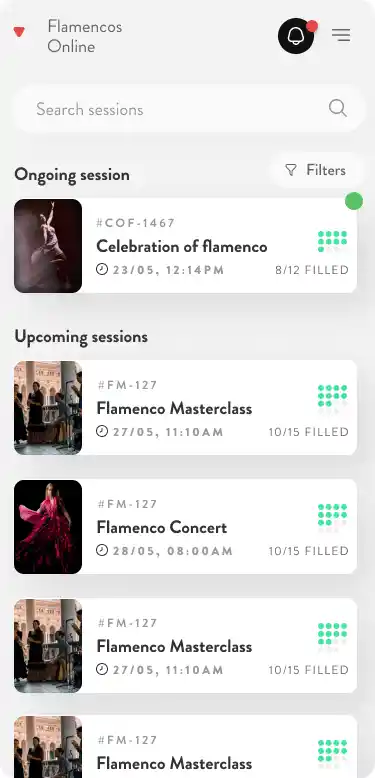 Flamencos
Online
Search sessions
Ongoing session
Filters
#COF-1467
Celebration of flamenco
23/05, 12:14PM
8/12 FILLED
Upcoming sessions
#FM-127
Flamenco Masterclass
27/05, 11:10AM
10/15 FILLED
#FM-127
Flamenco Concert
28/05, 08:00AM
10/15 FILLED
#FM-127
Flamenco Masterclass
27/05, 11:10AM
10/15 FILLED
#FM-127
Flamenco Masterclass